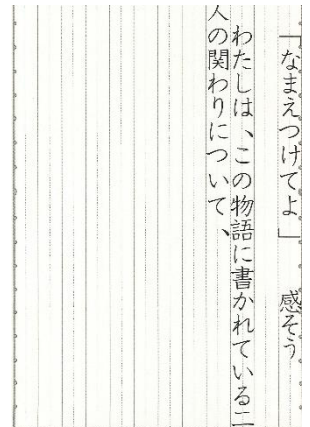 「なまえつけてよ」　感そう
わたしは、この物語に書かれている二
人の関わりについて、